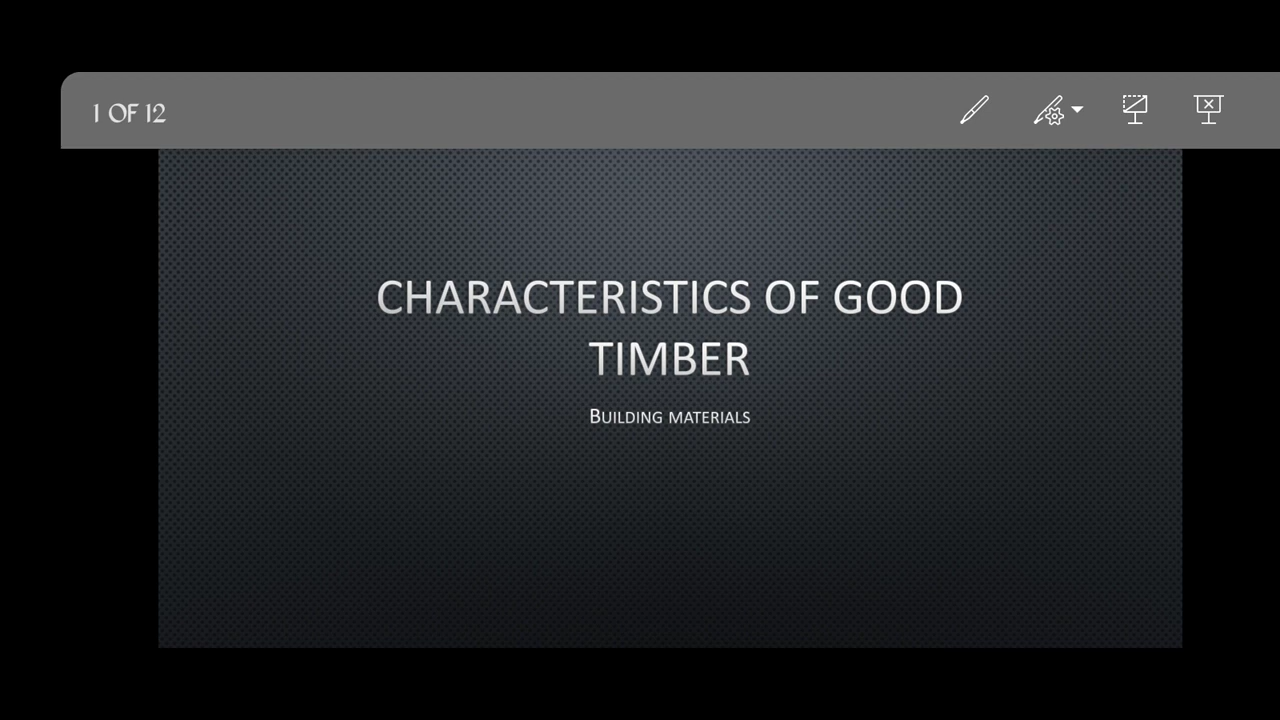 1 OF 12
CHARACTERISTICS OF GOOD
TIMBER
BUILDING MATERIALS